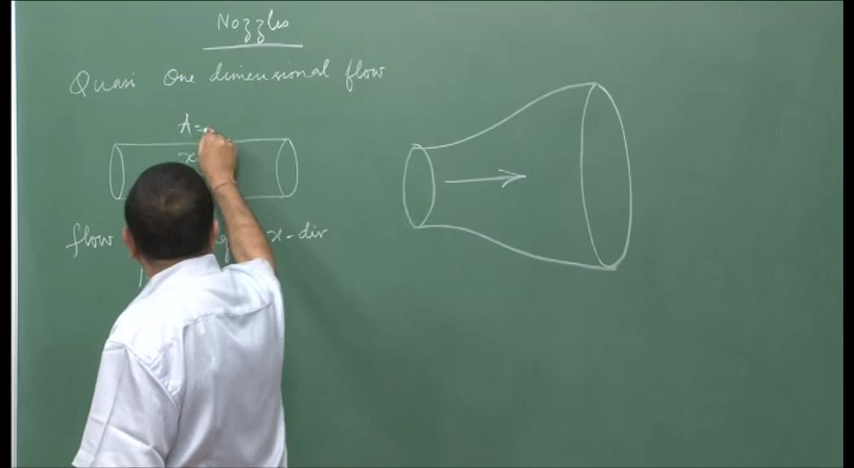 Nozzles
Quasi One dimensional flow
A=
x
flow x-dir